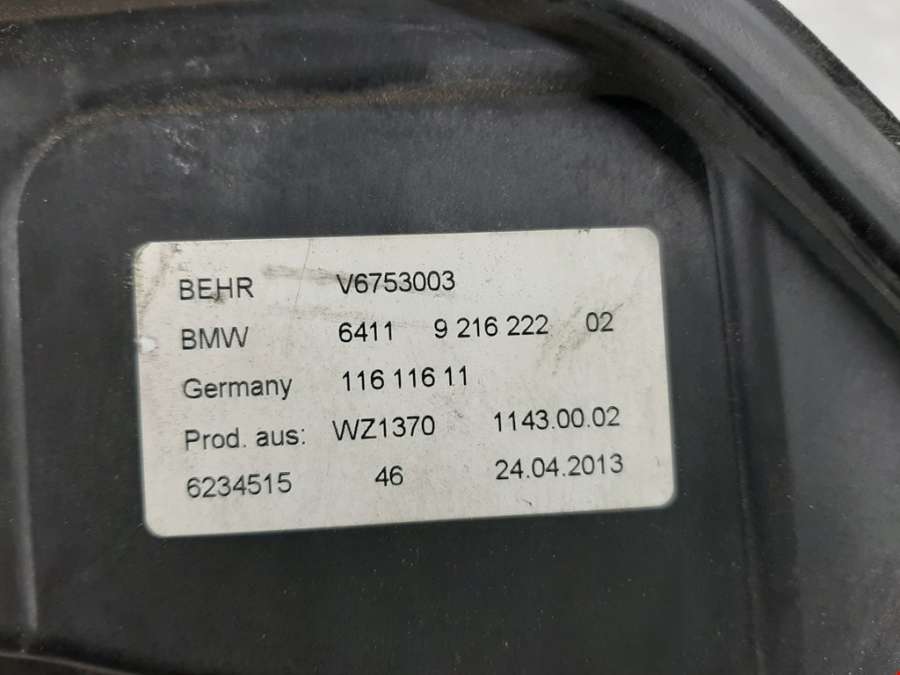 BEHR V6753003
BMW 6411 9 216 222 02
Germany 116 116 11
Prod. aus: WZ1370 1143.00.02
6234515 46 24.04.2013